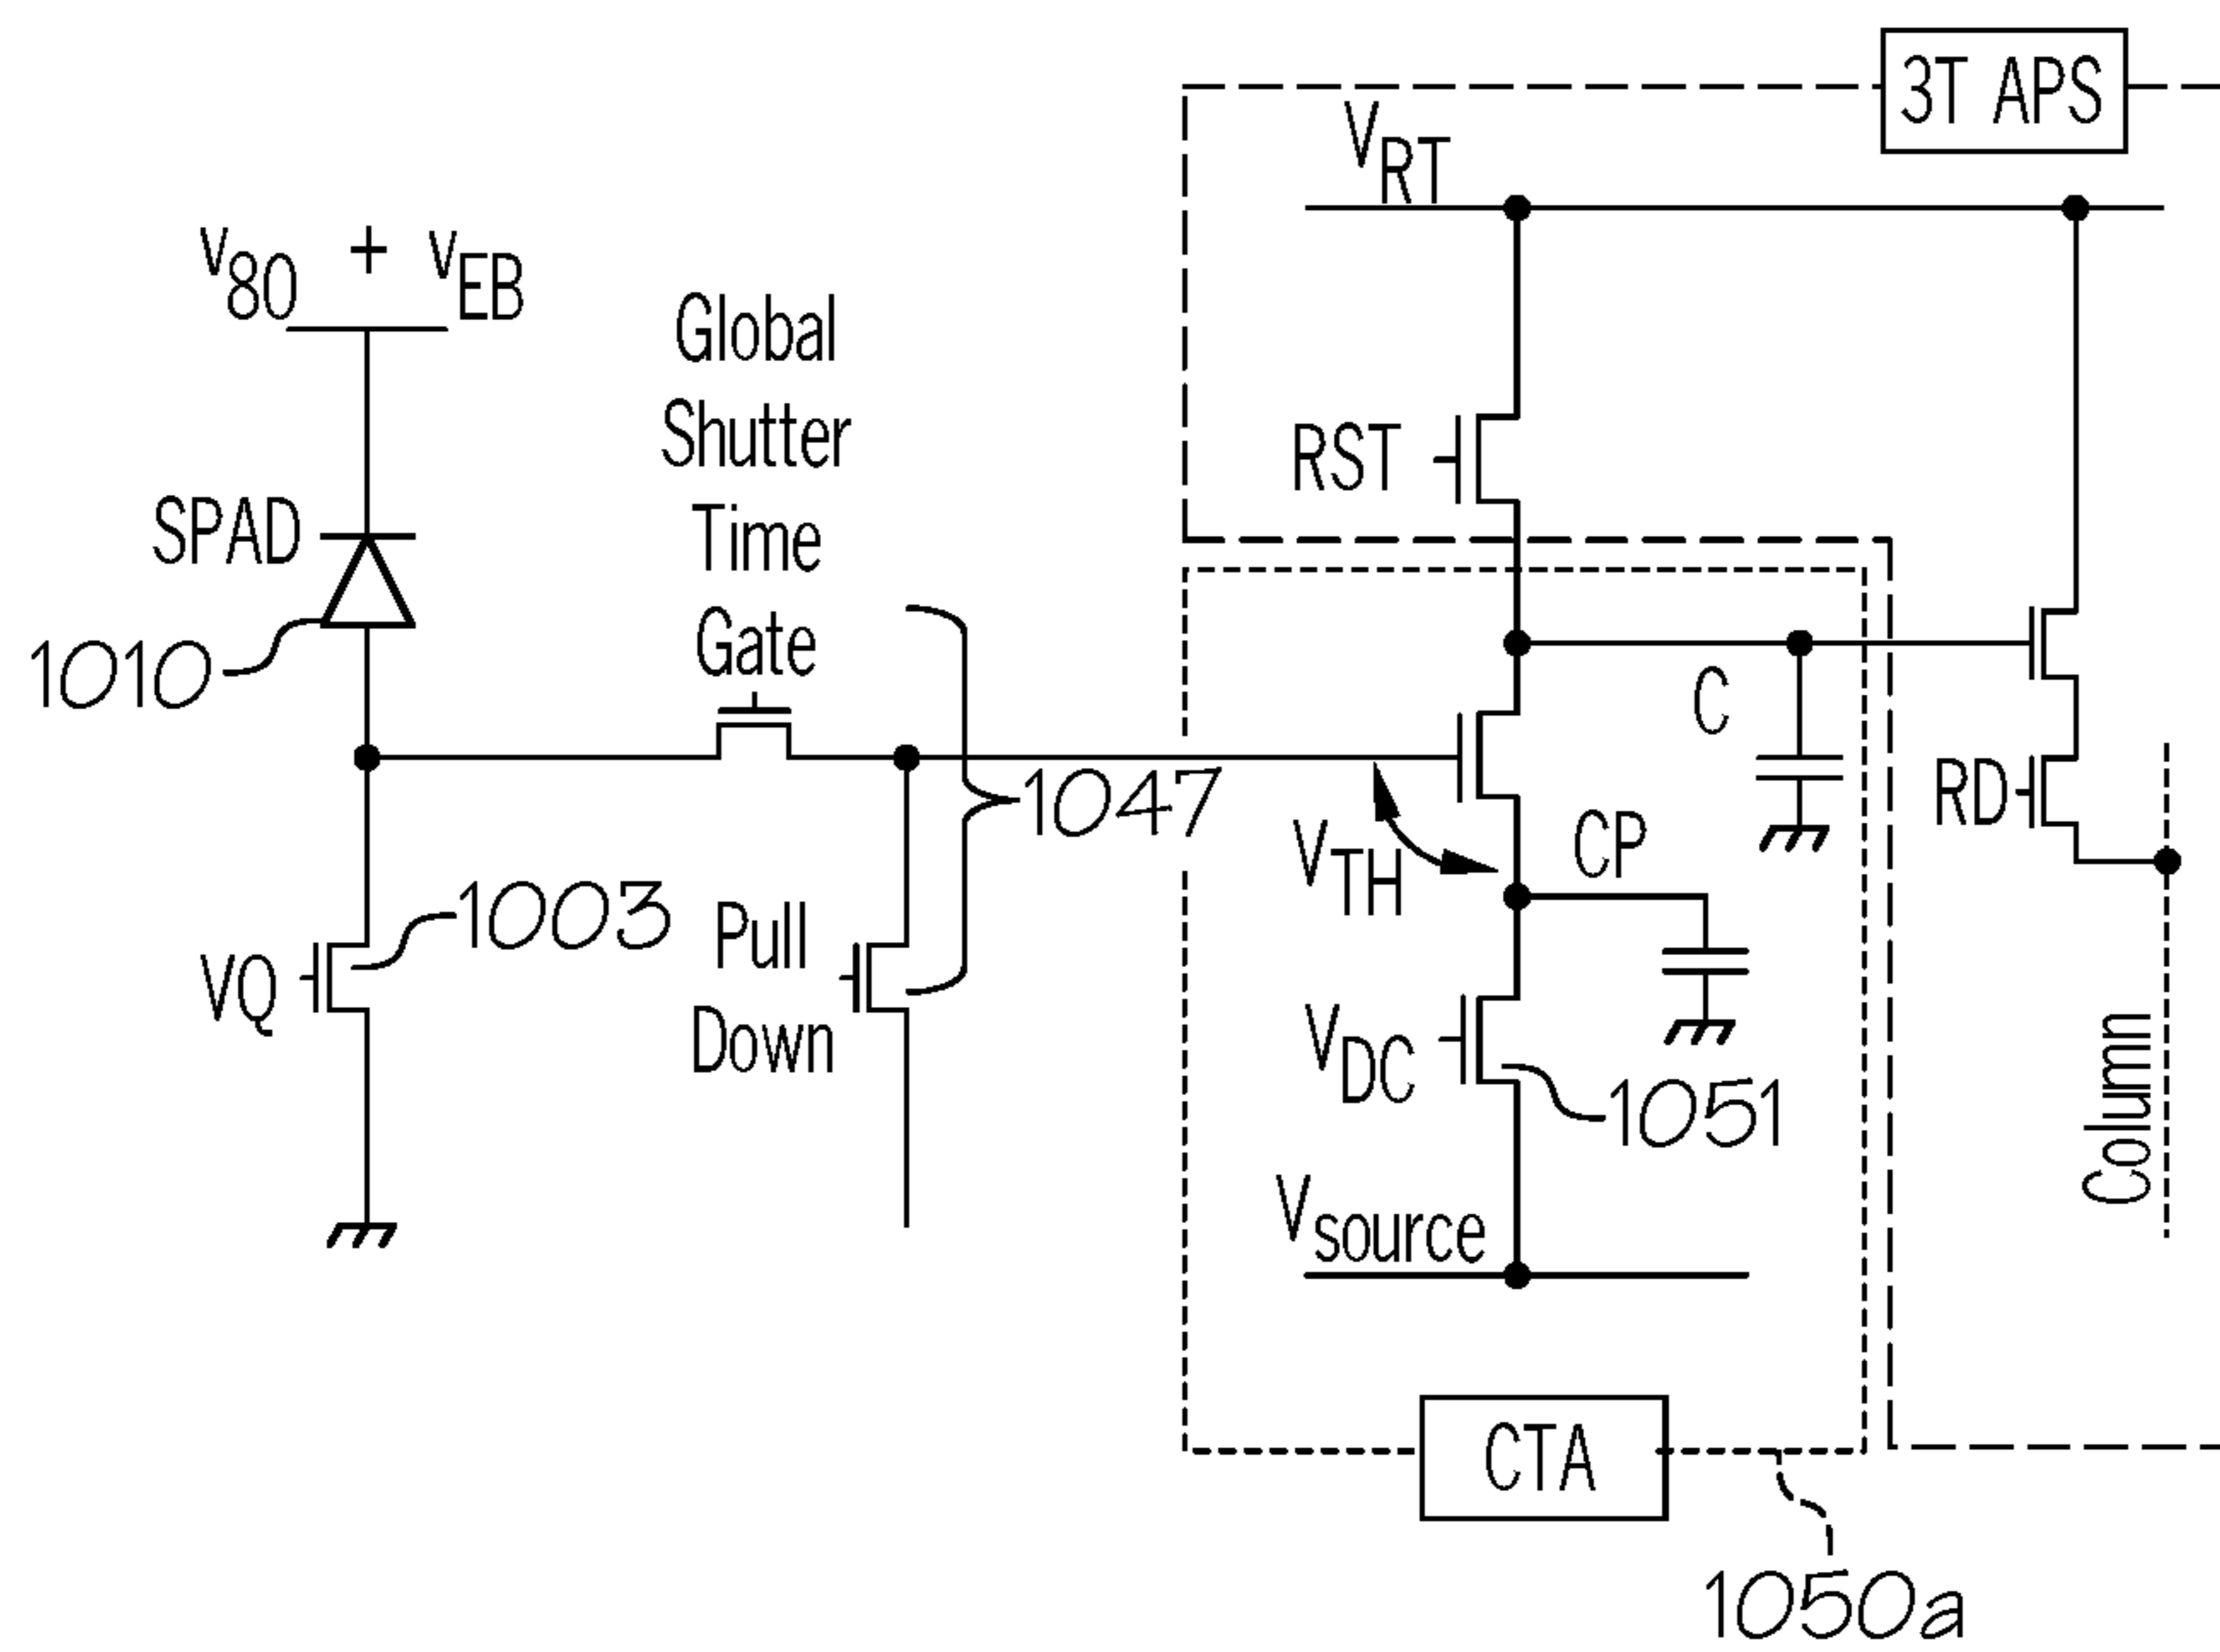 3T APS
VRT
V80 + VEB
Global
Shutter
Time
Gate
RST
SPAD
1010
C
1047
VTH
CP
RD
1003
VQ
Pull
Down
VDC
1051
Column
Vsource
CTA
1050a